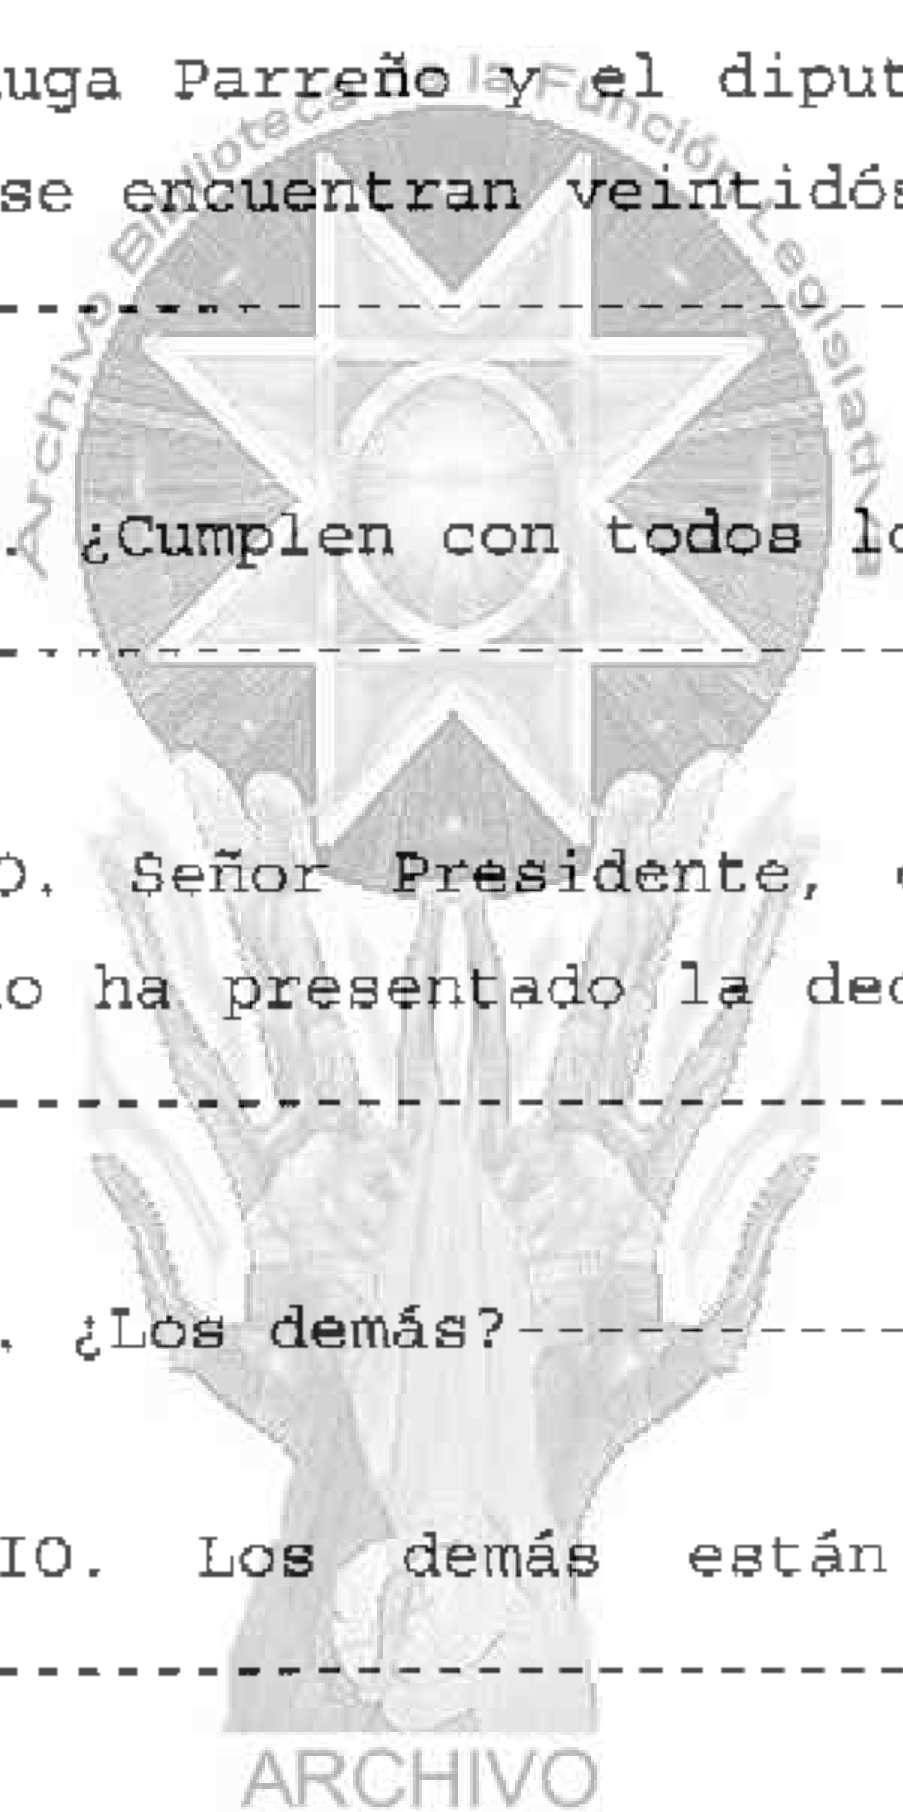 uga Parreño y el diput
se encuentran veintidós
. ¿Cumplen con todos lo
O. Señor Presidente,
o ha presentado la dec
. ¿Los demás?
IO. Los demás están
Archivo Biblioteca de la Función Legislativa
ARCHIVO